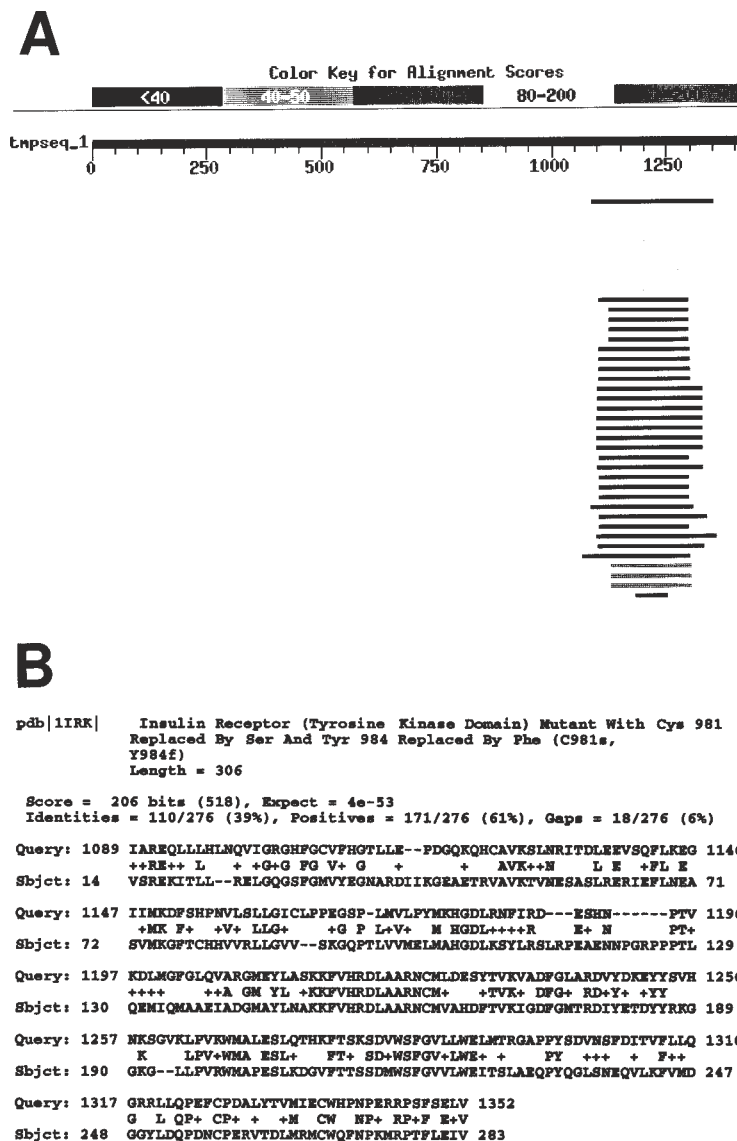 A
Color Key for Alignment Scores
<40 40-50 80-200
tmpseq_1
0 250 500 750 1000 1250
B
pdb|1IRK| Insulin Receptor (Tyrosine Kinase Domain) Mutant With Cys 981
Replaced By Ser And Tyr 984 Replaced By Phe (C981s,
Y984f)
Length = 306
Score = 206 bits (518), Expect = 4e-53
Identities = 110/276 (39%), Positives = 171/276 (61%), Gaps = 18/276 (6%)
Query: 1089 IAREQLLLHLNQVIGRGHFGCVFHGTLLE--PDGQKQHCAVKSLNRITDLEEVSQFLKEG 1146
++RE++ L + +G+G FG V+ G + + AVK++N L E +FL E
Sbjct: 14 VSREKITLL--RELGQGSFGMVYEGNARDIIKGEAETRVAVKTVNESASLRERIEFLNEA 71
Query: 1147 IIMKDFSHPNVLSLLGICLPPEGSP-LMVLPYMKHGDLRNFIRD---ESHN------PTV 1196
+MK F+ +V+ LLG+ +G P L+V+ M HGDL++++R E+ N PT+
Sbjct: 72 SVMKGFTCHHVVRLLGVV--SKGQPTLVVMELMAHGDLKSYLRSLRPEAENNPGRPPPTL 129
Query: 1197 KDLMGFGLQVARGMEYLASKKFVHRDLAARNCMLDESYTVKVADFGLARDVYDKEYYSVH 1256
++++ ++A GM YL +KKFVHRDLAARNCM+ +TVK+ DFG+ RD+Y+ +YY
Sbjct: 130 QEMIQMAAEIADGMAYLNAKKFVHRDLAARNCMVAHDFTVKIGDFGMTRDIYETDYYRKG 189
Query: 1257 NKSGVKLPVKWMALESLQTHKFTSKSDVWSFGVLLWELMTRGAPPYSDVNSFDITVFLLQ 1316
K LPV+WMA ESL+ FT+ SD+WSFGV+LWE+ + PY +++ + F++
Sbjct: 190 GKG--LLPVRWMAPESLKDGVFTTSSDMWSFGVVLWEITSLAEQPYQGLSNEQVLKFVMD 247
Query: 1317 GRRLLQPEFCPDALYTVMIECWHPNPERRPSFSELV 1352
G L QP+ CP+ + +M CW NP+ RP+F E+V
Sbjct: 248 GGYLDQPDNCPERVTDLMRMCWQFNPKMRPTFLEIV 283